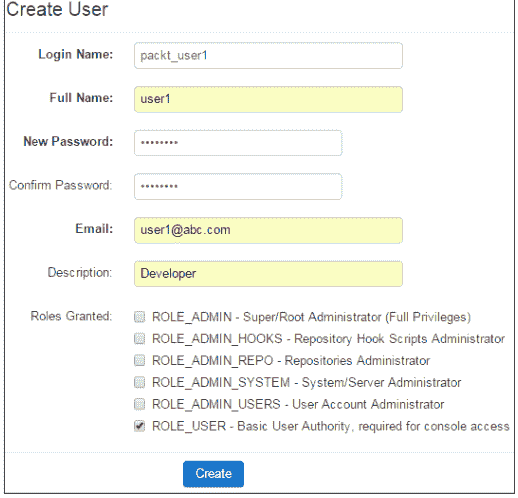 Create User
Login Name: packt_user1
Full Name: user1
New Password: ••••••••
Confirm Password: ••••••••
Email: user1@abc.com
Description: Developer
Roles Granted: ROLE_ADMIN - Super/Root Administrator (Full Privileges)
ROLE_ADMIN_HOOKS - Repository Hook Scripts Administrator
ROLE_ADMIN_REPO - Repositories Administrator
ROLE_ADMIN_SYSTEM - System/Server Administrator
ROLE_ADMIN_USERS - User Account Administrator
ROLE_USER - Basic User Authority, required for console access
Create